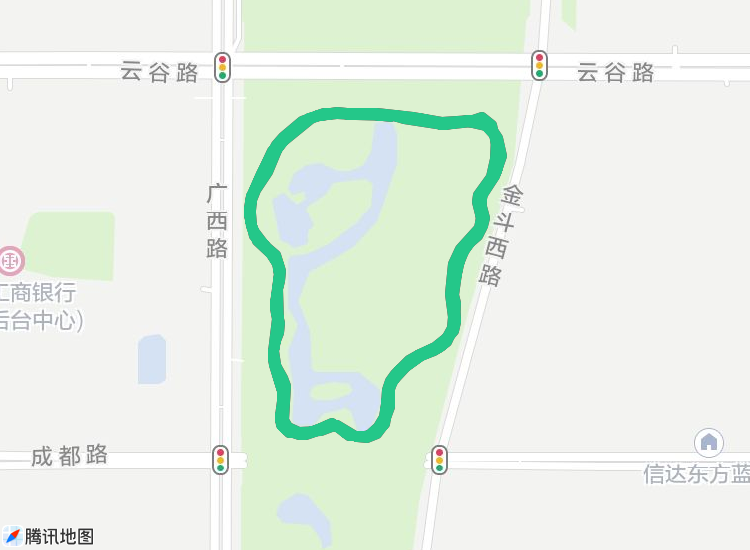 云谷路
云谷路
广西路
金斗西路
工商银行
后台中心)
成都路
信达东方蓝
腾讯地图